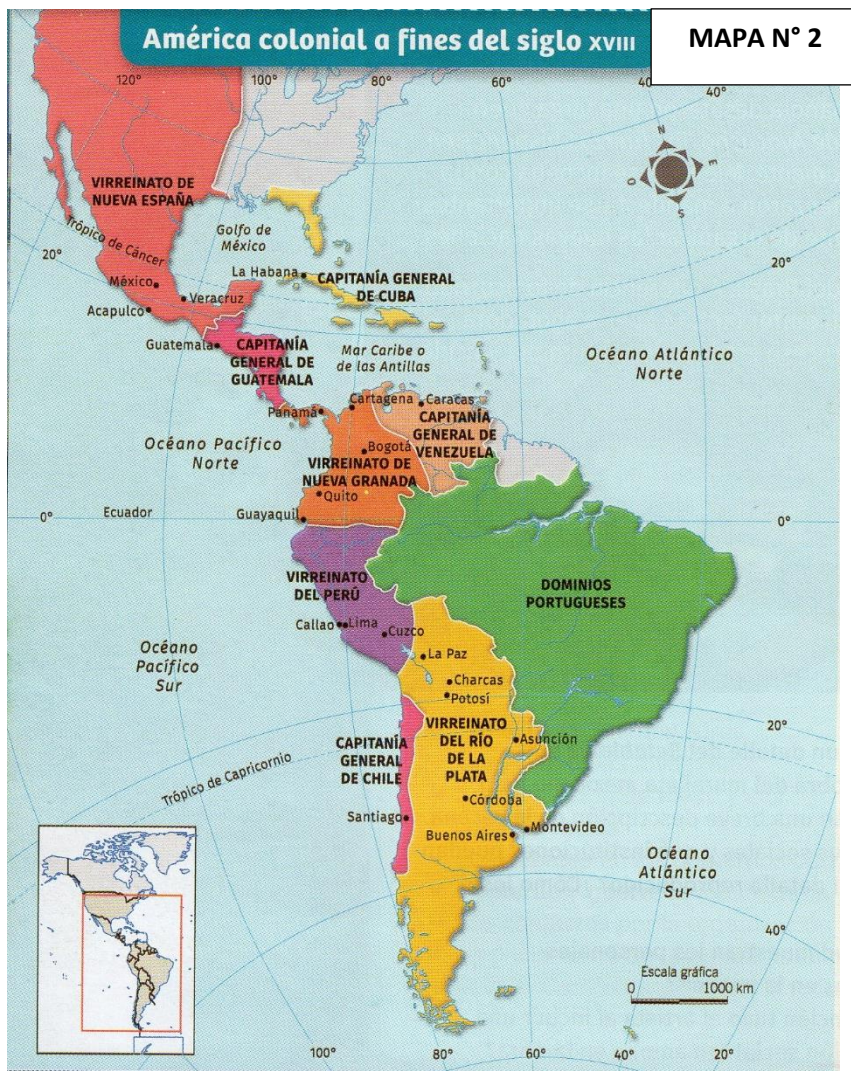 América colonial a fines del siglo XVIII
MAPA N° 2
120°
100°
80°
60°
40°
N
E
S
O
VIRREINATO DE
NUEVA ESPAÑA
Golfo de
México
Trópico de Cáncer
20°
20°
La Habana
CAPITANÍA GENERAL
DE CUBA
México
Veracruz
Acapulco
Guatemala
CAPITANÍA
GENERAL DE
GUATEMALA
Mar Caribe o
de las Antillas
Océano Atlántico
Norte
Cartagena
Caracas
Panamá
CAPITANÍA
GENERAL DE
VENEZUELA
Océano Pacífico
Norte
Bogotá
VIRREINATO DE
NUEVA GRANADA
Quito
0°
Ecuador
Guayaquil
0°
VIRREINATO
DEL PERÚ
DOMINIOS
PORTUGUESES
Callao
Lima
Cuzco
Océano
Pacífico
Sur
La Paz
Charcas
Potosí
20°
CAPITANÍA
GENERAL
DE CHILE
VIRREINATO
DEL RÍO
DE LA
PLATA
Asunción
Trópico de Capricornio
Córdoba
Santiago
Buenos Aires
Montevideo
Océano
Atlántico
Sur
40°
Escala gráfica
0
1000 km
100°
80°
60°
40°
20°